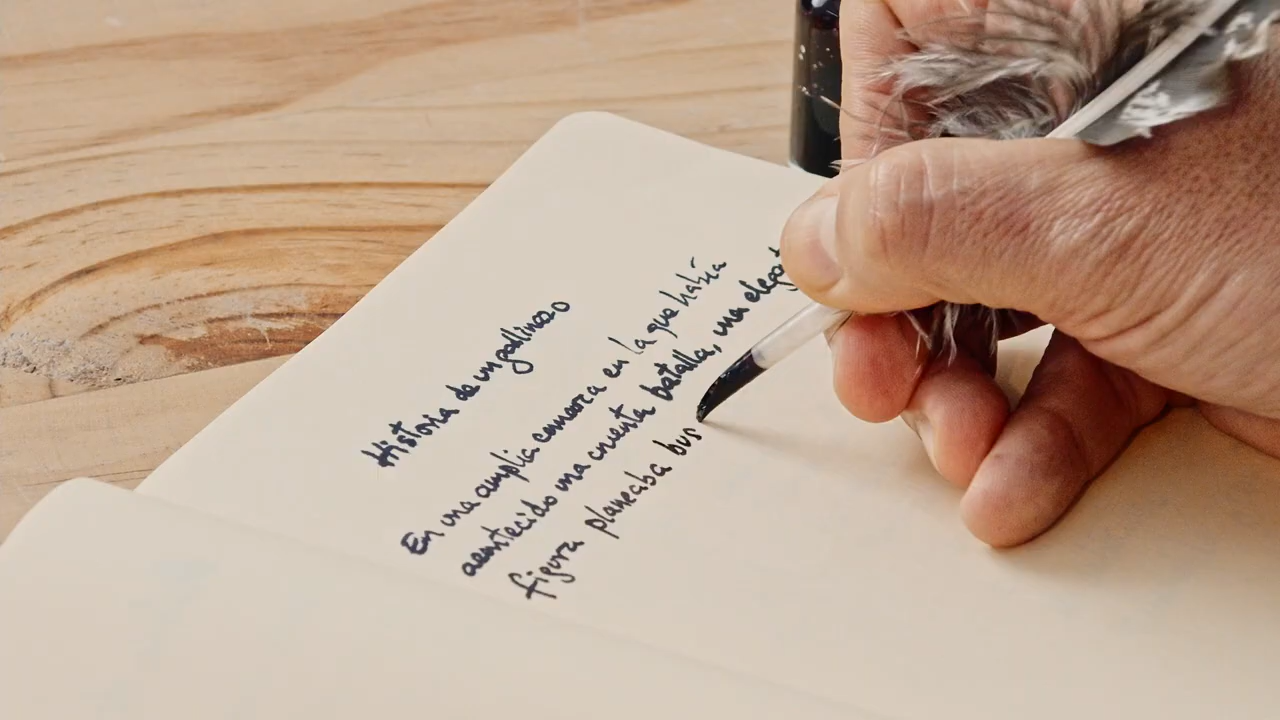 Historia de un gallinazo
En una amplia comarca en la que había
acontecido una cruenta batalla, una
figura planeaba bus